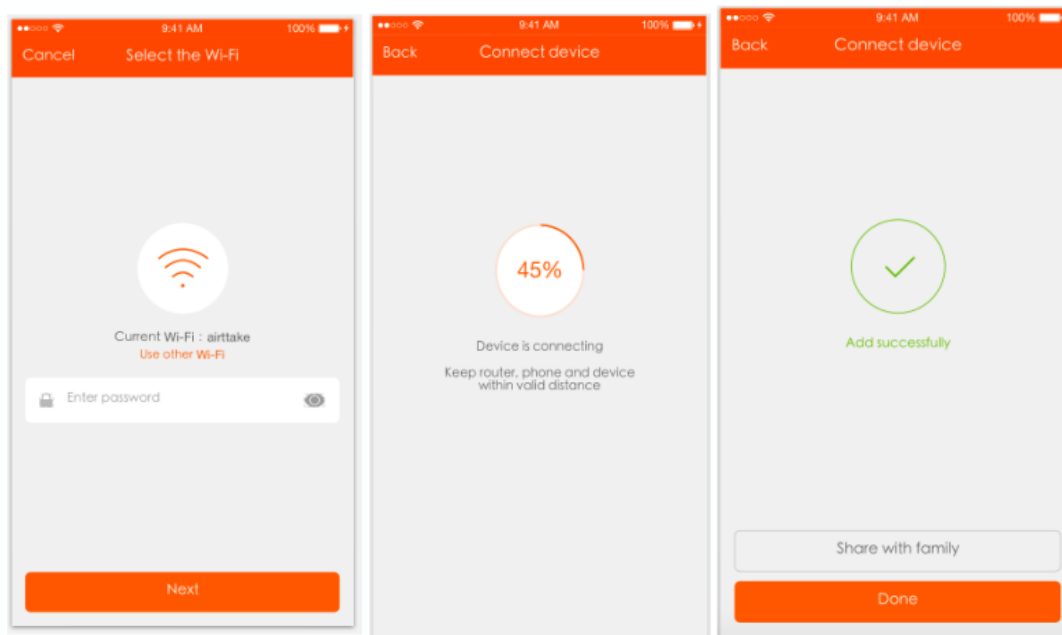 9:41 AM 100%
Cancel Select the Wi-Fi
Current Wi-Fi : airttake
Use other Wi-Fi
Enter password
Next
9:41 AM 100%
Back Connect device
45%
Device is connecting
Keep router, phone and device
within valid distance
9:41 AM 100%
Back Connect device
Add successfully
Share with family
Done